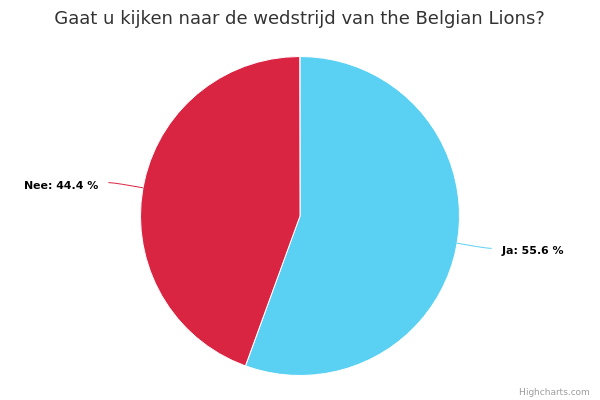 Gaat u kijken naar de wedstrijd van the Belgian Lions?
Nee: 44.4 %
Ja: 55.6 %
Highcharts.com